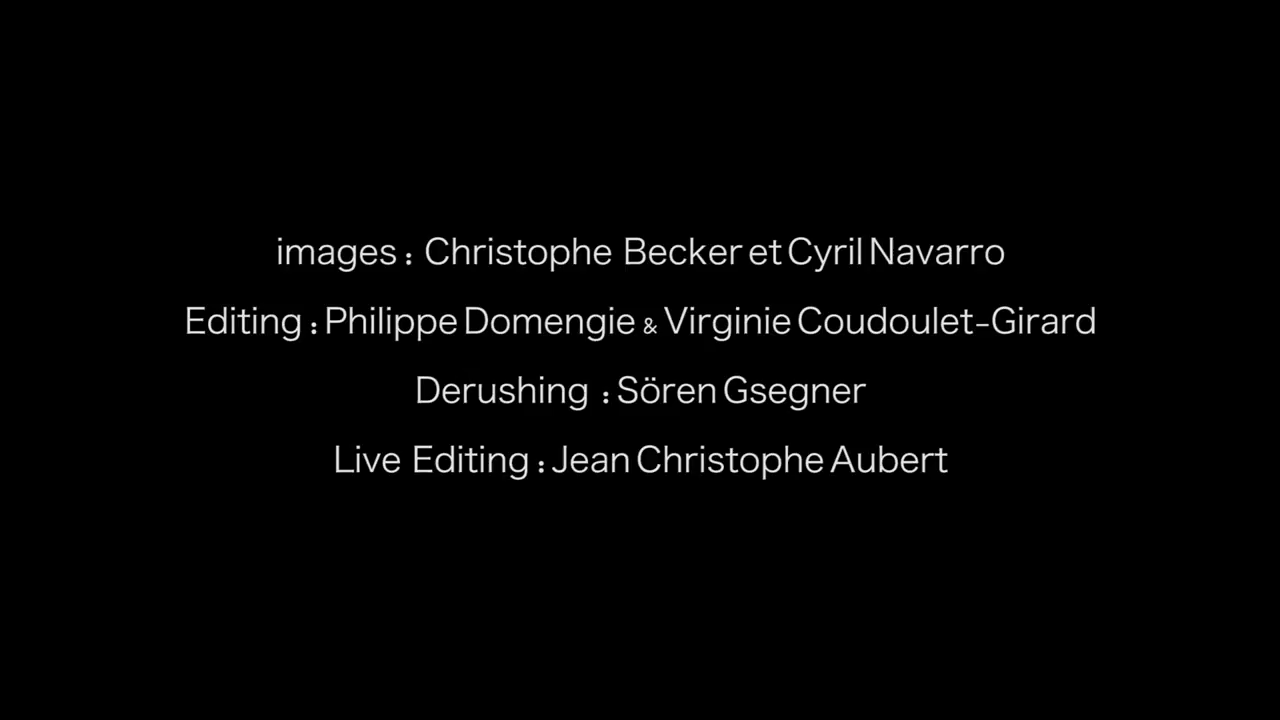 images : Christophe Becker et Cyril Navarro
Editing : Philippe Domengie & Virginie Coudoulet-Girard
Derushing : Sören Gsegner
Live Editing : Jean Christophe Aubert